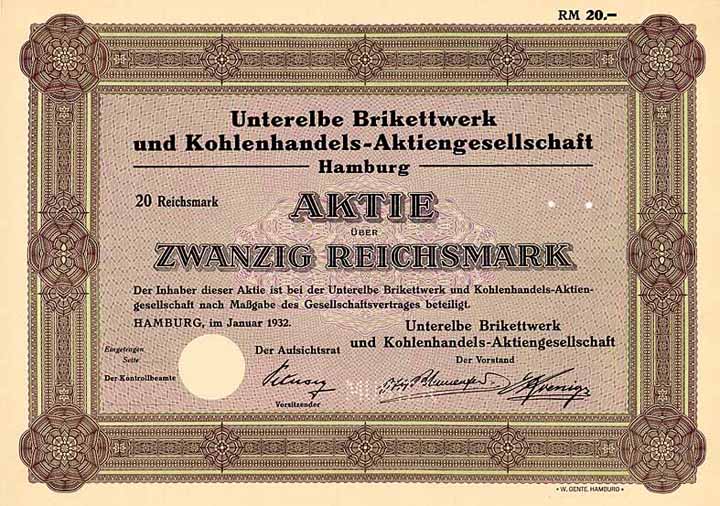 RM 20.–
Unterelbe Brikettwerk
und Kohlenhandels-Aktiengesellschaft
Hamburg
20 Reichsmark
AKTIE
ÜBER
ZWANZIG REICHSMARK
Der Inhaber dieser Aktie ist bei der Unterelbe Brikettwerk und Kohlenhandels-Aktien-
gesellschaft nach Maßgabe des Gesellschaftsvertrages beteiligt.
HAMBURG, im Januar 1932.
Unterelbe Brikettwerk
und Kohlenhandels-Aktiengesellschaft
Eingetragen
Seite
Der Aufsichtsrat
Der Vorstand
Der Kontrollbeamte
Vorsitzender
• W. GENTE, HAMBURG •